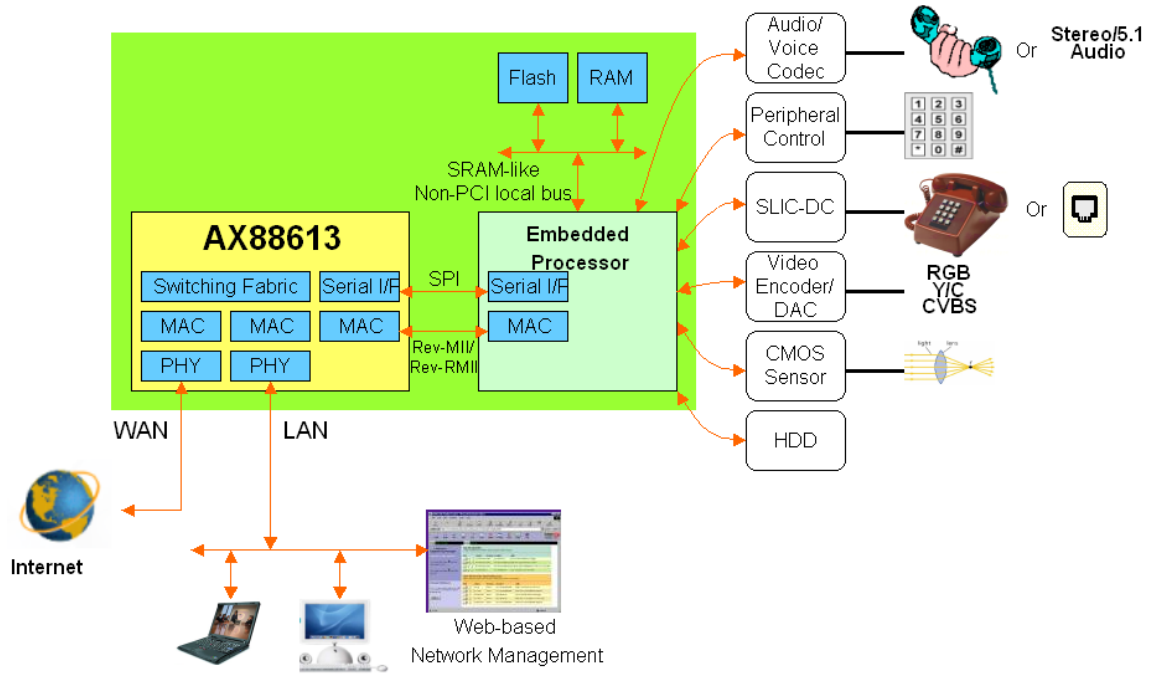 Audio/
Voice
Codec
Or
Stereo/5.1
Audio
Flash
RAM
Peripheral
Control
1 2 3
4 5 6
7 8 9
* 0 #
SRAM-like
Non-PCI local bus
SLIC-DC
Or
AX88613
Embedded
Processor
Switching Fabric
Serial I/F
SPI
Serial I/F
Video
Encoder/
DAC
RGB
Y/C
CVBS
MAC
MAC
MAC
Rev-MII/
Rev-RMII
MAC
PHY
PHY
CMOS
Sensor
light
lens
WAN
LAN
HDD
Internet
Web-based
Network Management